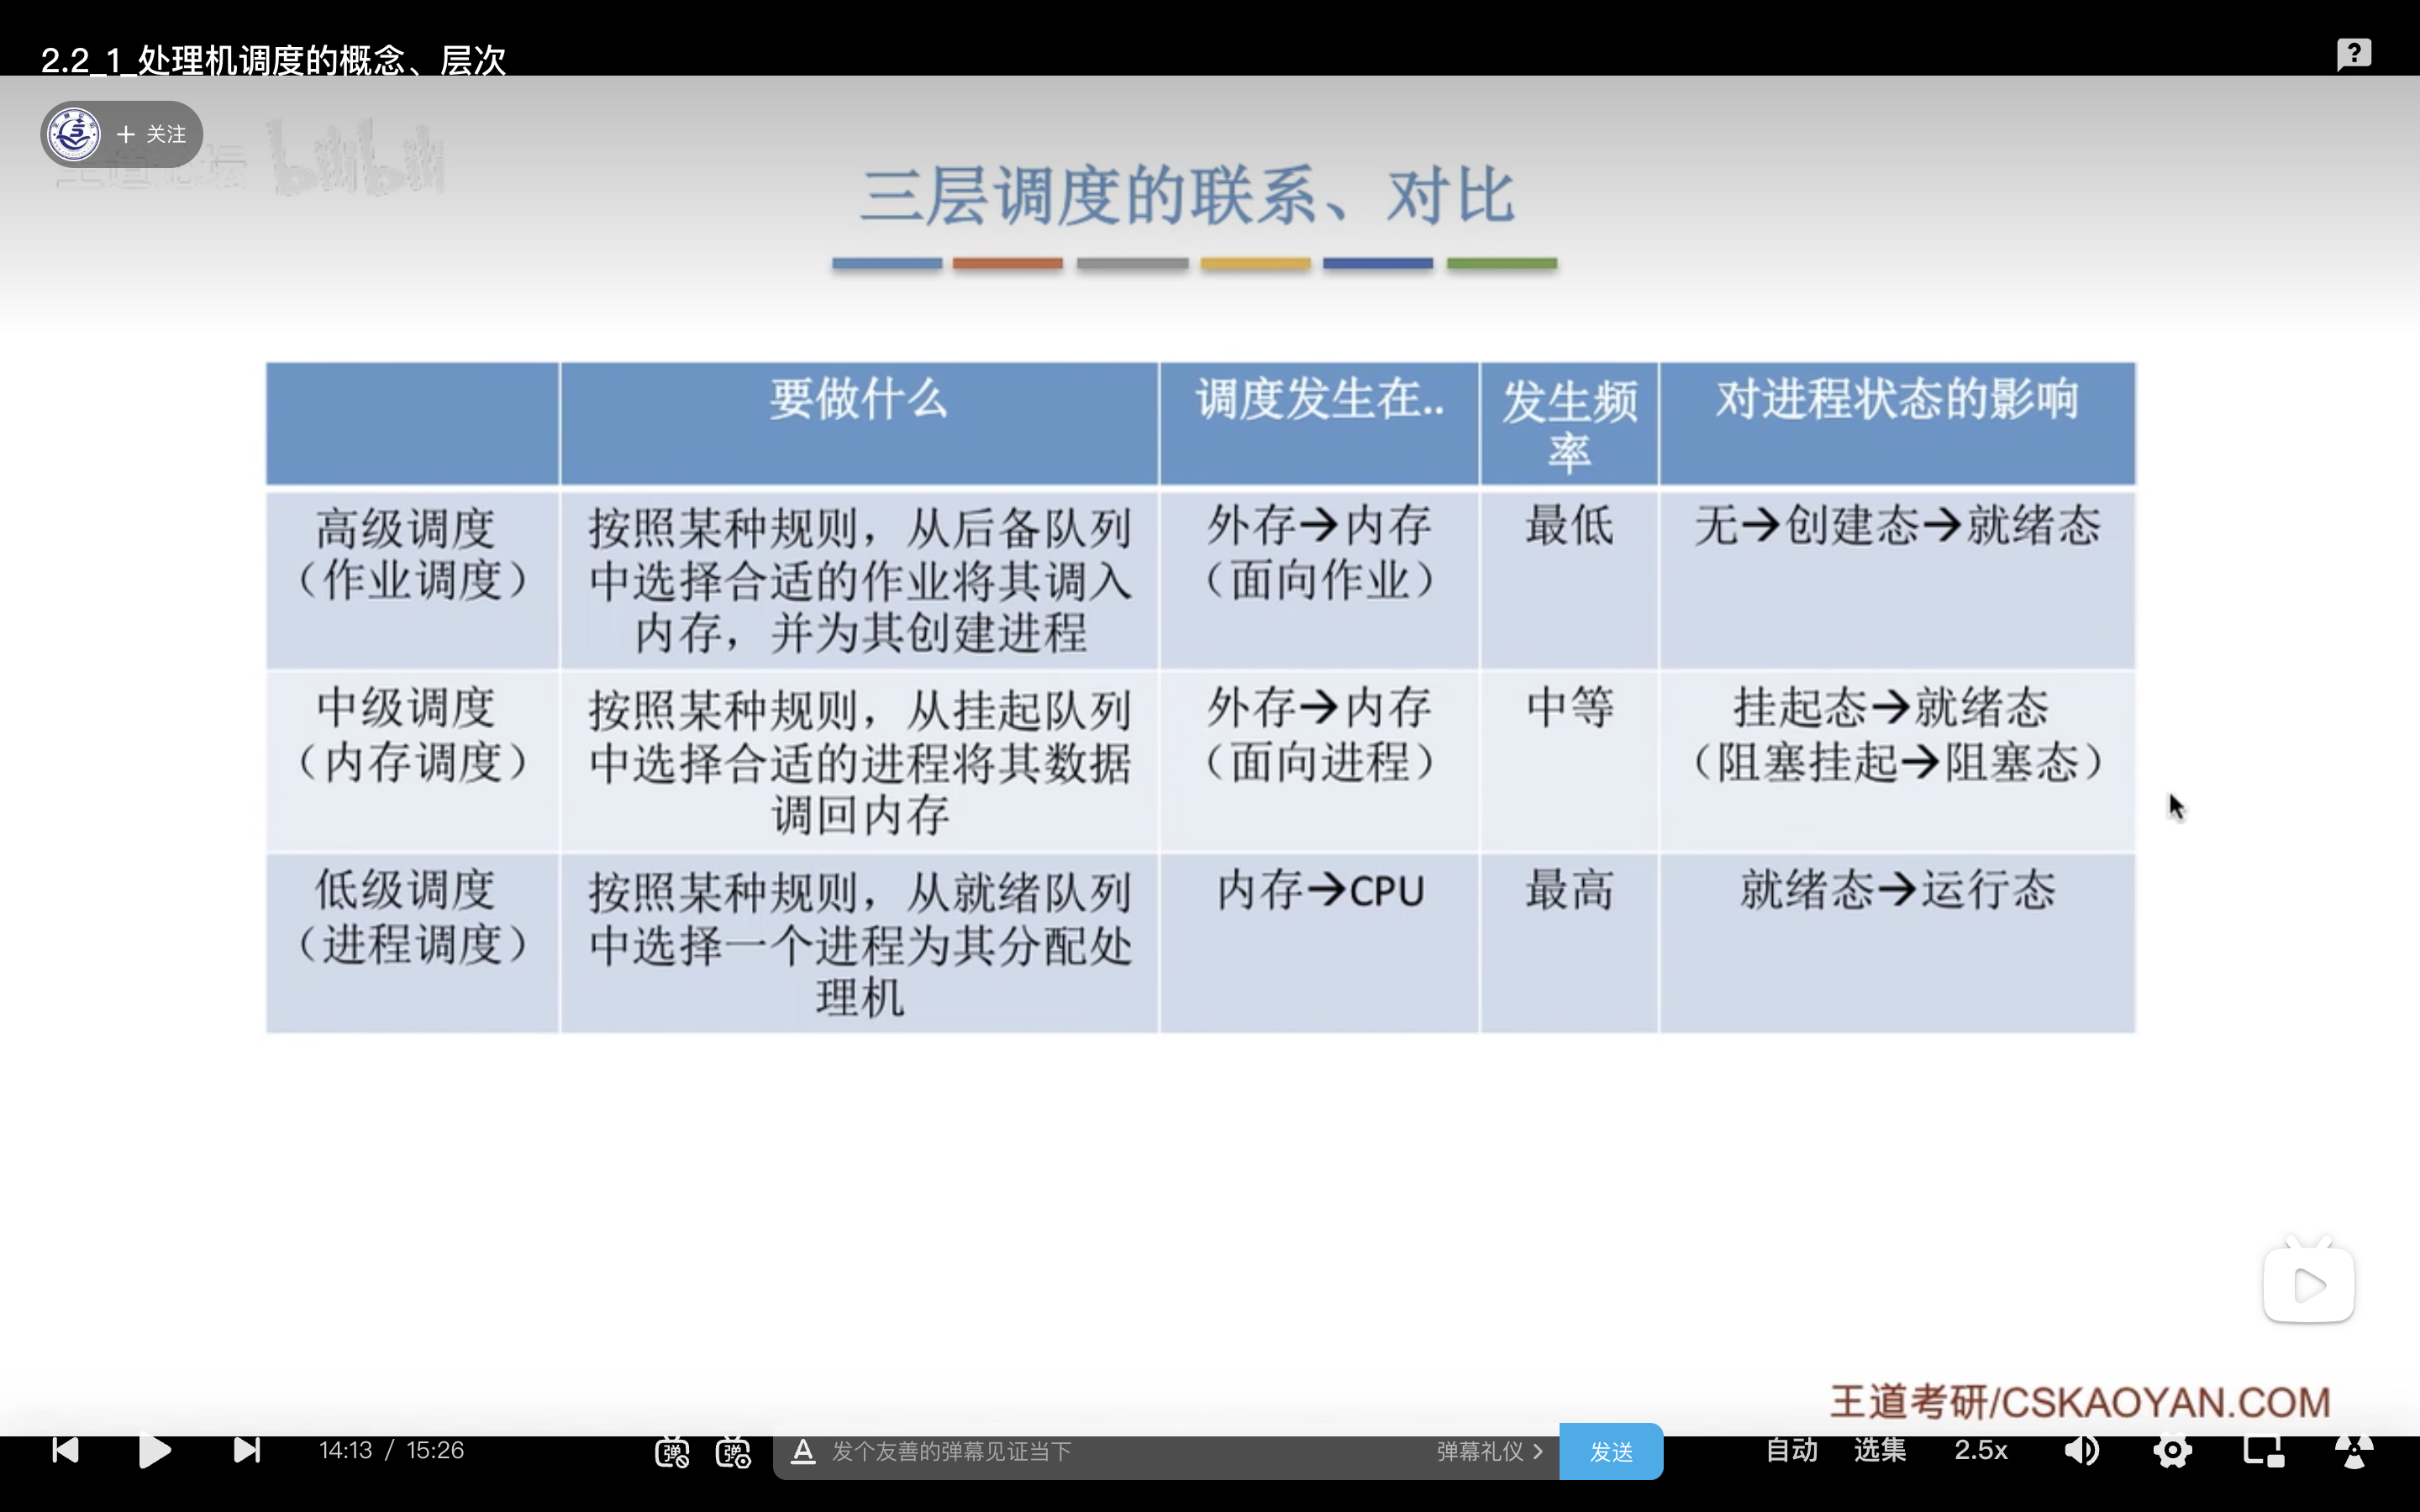 2.2_1_处理机调度的概念、层次
+ 关注
bilibili
三层调度的联系、对比
要做什么
调度发生在..
发生频
率
对进程状态的影响
高级调度
（作业调度）
按照某种规则，从后备队列
中选择合适的作业将其调入
内存，并为其创建进程
外存→内存
（面向作业）
最低
无→创建态→就绪态
中级调度
（内存调度）
按照某种规则，从挂起队列
中选择合适的进程将其数据
调回内存
外存→内存
（面向进程）
中等
挂起态→就绪态
（阻塞挂起→阻塞态）
低级调度
（进程调度）
按照某种规则，从就绪队列
中选择一个进程为其分配处
理机
内存→CPU
最高
就绪态→运行态
王道考研/CSKAOYAN.COM
14:13 / 15:26
弹
弹
A 发个友善的弹幕见证当下
弹幕礼仪 >
发送
自动
选集
2.5x